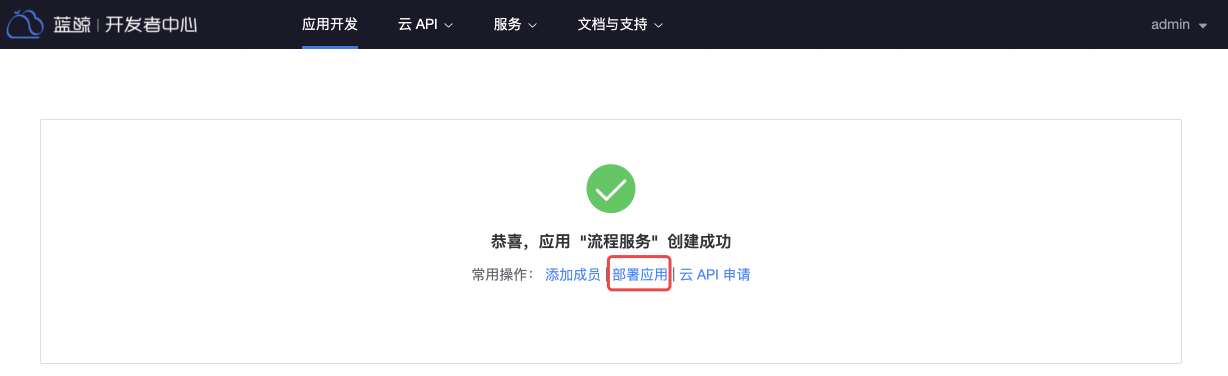 蓝鲸 | 开发者中心 应用开发 云 API 服务 文档与支持 admin
恭喜，应用 "流程服务" 创建成功
常用操作： 添加成员 | 部署应用 | 云 API 申请